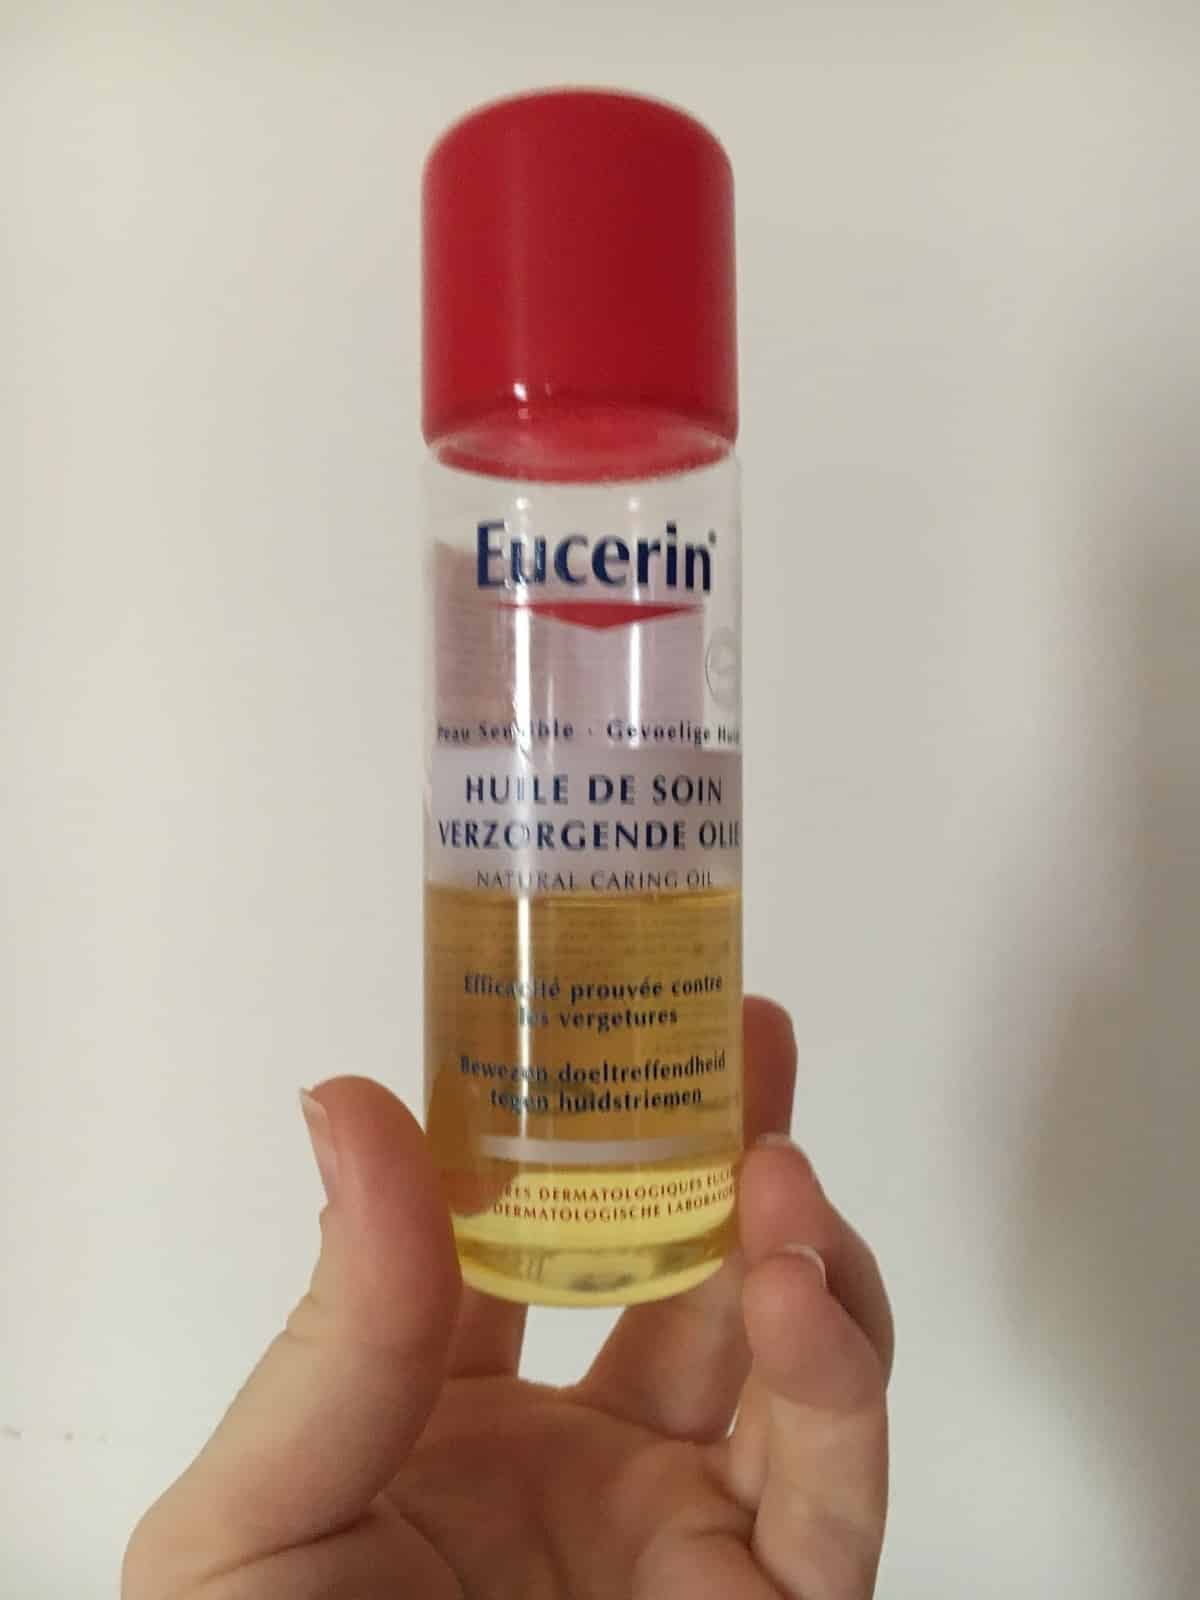 Eucerin
Peau Sensible · Gevoelige Huid
HUILE DE SOIN
VERZORGENDE OLIE
NATURAL CARING OIL
Efficacité prouvée contre
les vergetures
Bewezen doeltreffendheid
tegen huidstriemen
DERMATOLOGIQUES
DERMATOLOGISCHE